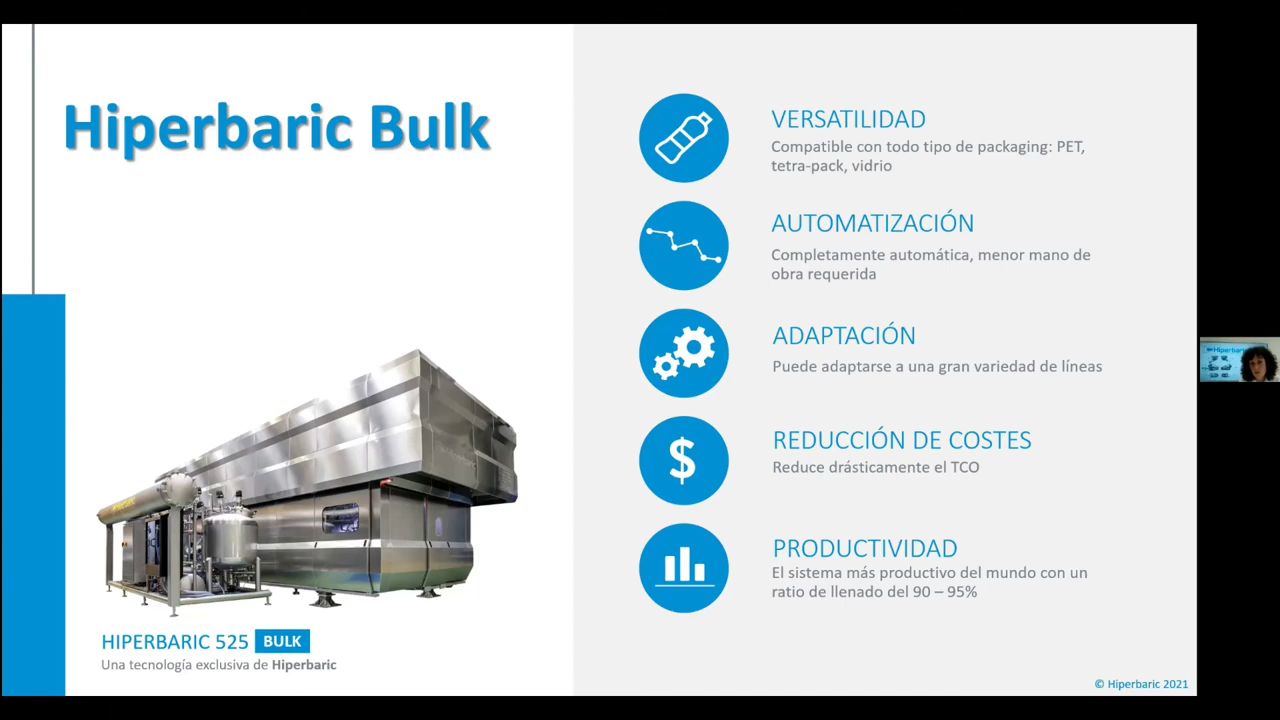 Hiperbaric Bulk
HIPERBARIC 525 BULK
Una tecnología exclusiva de Hiperbaric
VERSATILIDAD
Compatible con todo tipo de packaging: PET,
tetra-pack, vidrio
AUTOMATIZACIÓN
Completamente automática, menor mano de
obra requerida
ADAPTACIÓN
Puede adaptarse a una gran variedad de líneas
$
REDUCCIÓN DE COSTES
Reduce drásticamente el TCO
PRODUCTIVIDAD
El sistema más productivo del mundo con un
ratio de llenado del 90 – 95%
© Hiperbaric 2021